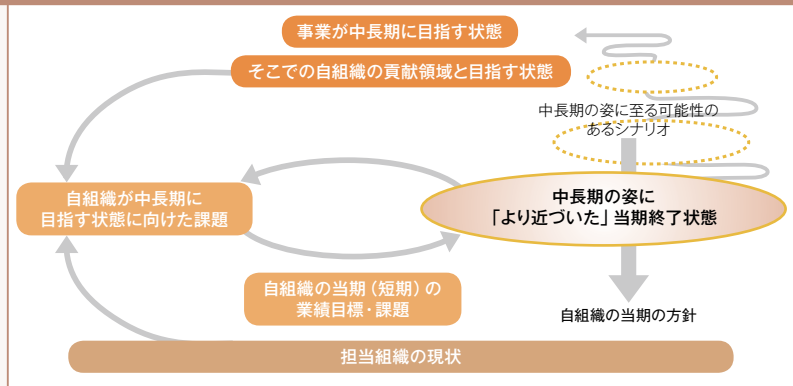 事業が中長期に目指す状態
そこでの自組織の貢献領域と目指す状態
中長期の姿に至る可能性の
あるシナリオ
自組織が中長期に
目指す状態に向けた課題
中長期の姿に
「より近づいた」当期終了状態
自組織の当期（短期）の
業績目標・課題
自組織の当期の方針
担当組織の現状